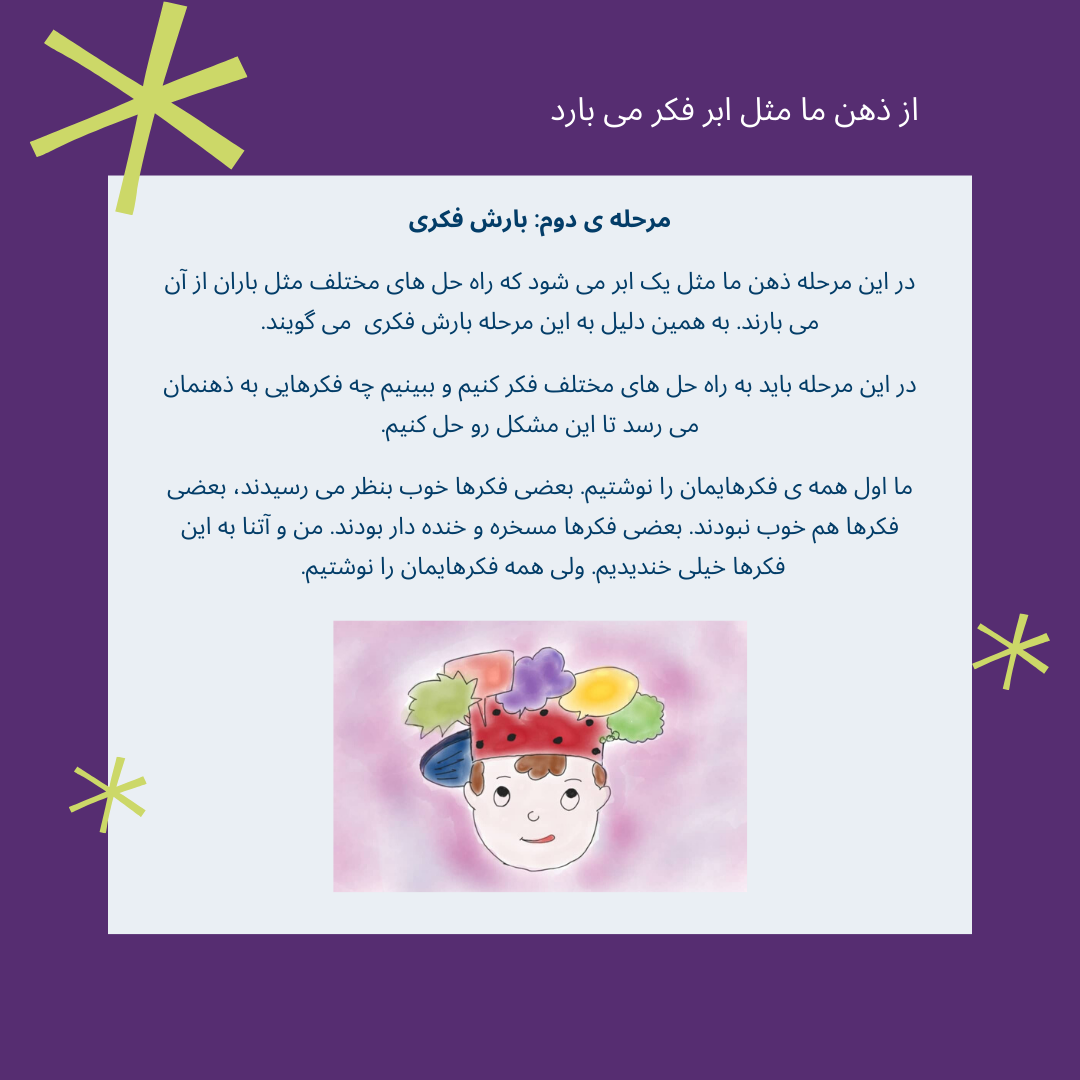 از ذهن ما مثل ابر فکر می بارد
مرحله ی دوم: بارش فکری
در این مرحله ذهن ما مثل یک ابر می شود که راه حل های مختلف مثل باران از آن
می بارند. به همین دلیل به این مرحله بارش فکری  می گویند.
در این مرحله باید به راه حل های مختلف فکر کنیم و ببینیم چه فکرهایی به ذهنمان
می رسد تا این مشکل رو حل کنیم.
ما اول همه ی فکرهایمان را نوشتیم. بعضی فکرها خوب بنظر می رسیدند، بعضی
فکرها هم خوب نبودند. بعضی فکرها مسخره و خنده دار بودند. من و آتنا به این
فکرها خیلی خندیدیم. ولی همه فکرهایمان را نوشتیم.